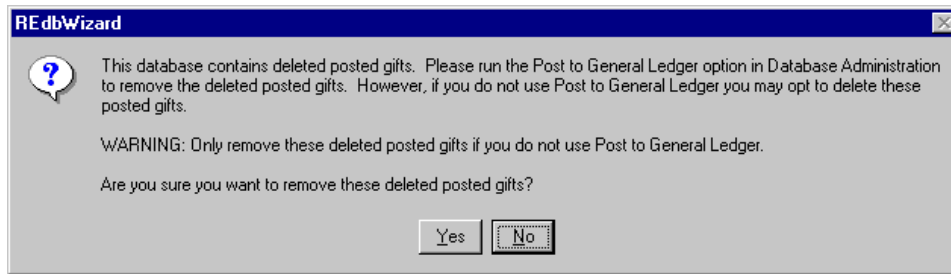 REdbWizard
This database contains deleted posted gifts.  Please run the Post to General Ledger option in Database Administration
to remove the deleted posted gifts.  However, if you do not use Post to General Ledger you may opt to delete these
posted gifts.
WARNING: Only remove these deleted posted gifts if you do not use Post to General Ledger.
Are you sure you want to remove these deleted posted gifts?
Yes No